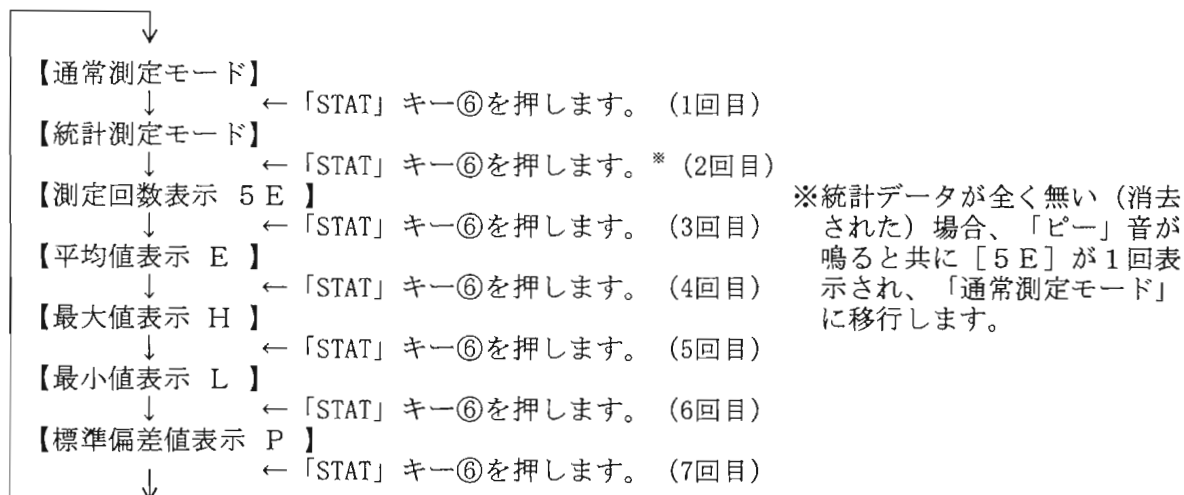 【通常測定モード】
↓ ←「STAT」キー⑥を押します。(1回目)
【統計測定モード】
↓ ←「STAT」キー⑥を押します。※(2回目)
【測定回数表示 5E】
↓ ←「STAT」キー⑥を押します。(3回目)
【平均値表示 E】
↓ ←「STAT」キー⑥を押します。(4回目)
【最大値表示 H】
↓ ←「STAT」キー⑥を押します。(5回目)
【最小値表示 L】
↓ ←「STAT」キー⑥を押します。(6回目)
【標準偏差値表示 P】
↓ ←「STAT」キー⑥を押します。(7回目)
※統計データが全く無い(消去
された)場合、「ピー」音が
鳴ると共に[5E]が1回表
示され、「通常測定モード」
に移行します。